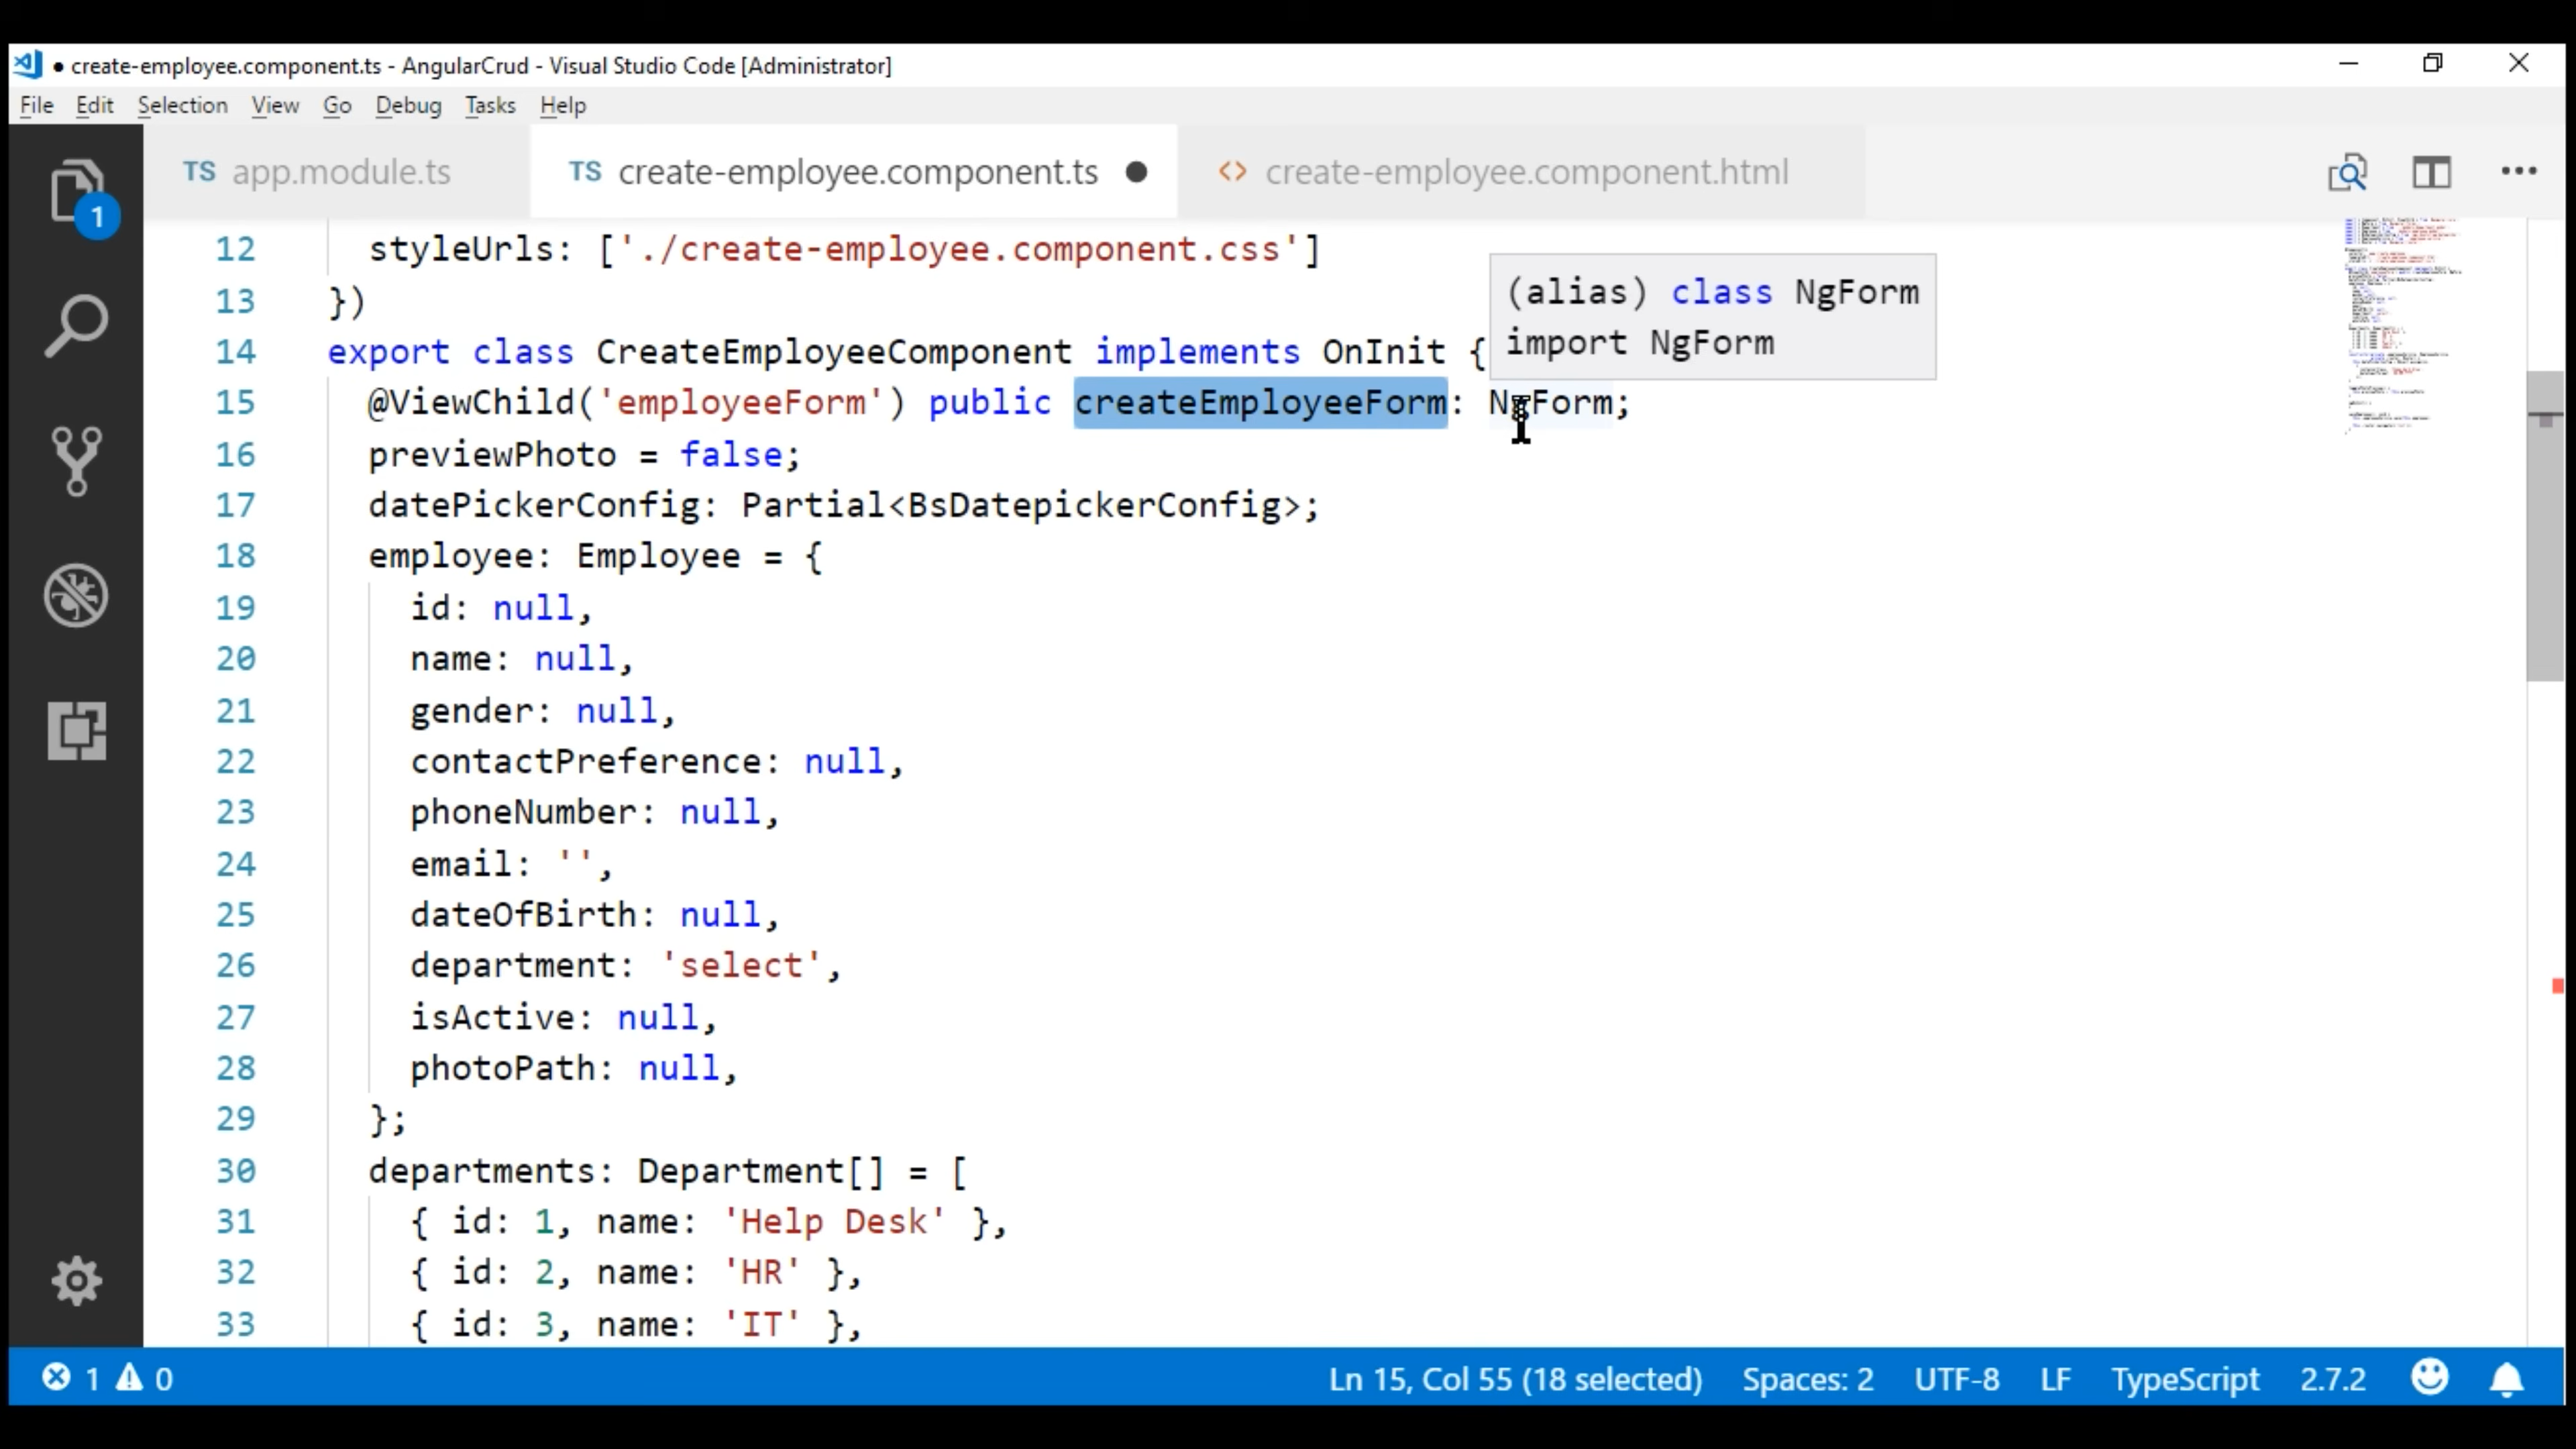 ● create-employee.component.ts - AngularCrud - Visual Studio Code [Administrator]
File Edit Selection View Go Debug Tasks Help
1
TS app.module.ts TS create-employee.component.ts ● <> create-employee.component.html
12 styleUrls: ['./create-employee.component.css']
13 })
(alias) class NgForm
import NgForm
14 export class CreateEmployeeComponent implements OnInit {
15 @ViewChild('employeeForm') public createEmployeeForm: NgForm;
16 previewPhoto = false;
17 datePickerConfig: Partial<BsDatepickerConfig>;
18 employee: Employee = {
19 id: null,
20 name: null,
21 gender: null,
22 contactPreference: null,
23 phoneNumber: null,
24 email: '',
25 dateOfBirth: null,
26 department: 'select',
27 isActive: null,
28 photoPath: null,
29 };
30 departments: Department[] = [
31 { id: 1, name: 'Help Desk' },
32 { id: 2, name: 'HR' },
33 { id: 3, name: 'IT' },
1 0 Ln 15, Col 55 (18 selected) Spaces: 2 UTF-8 LF TypeScript 2.7.2